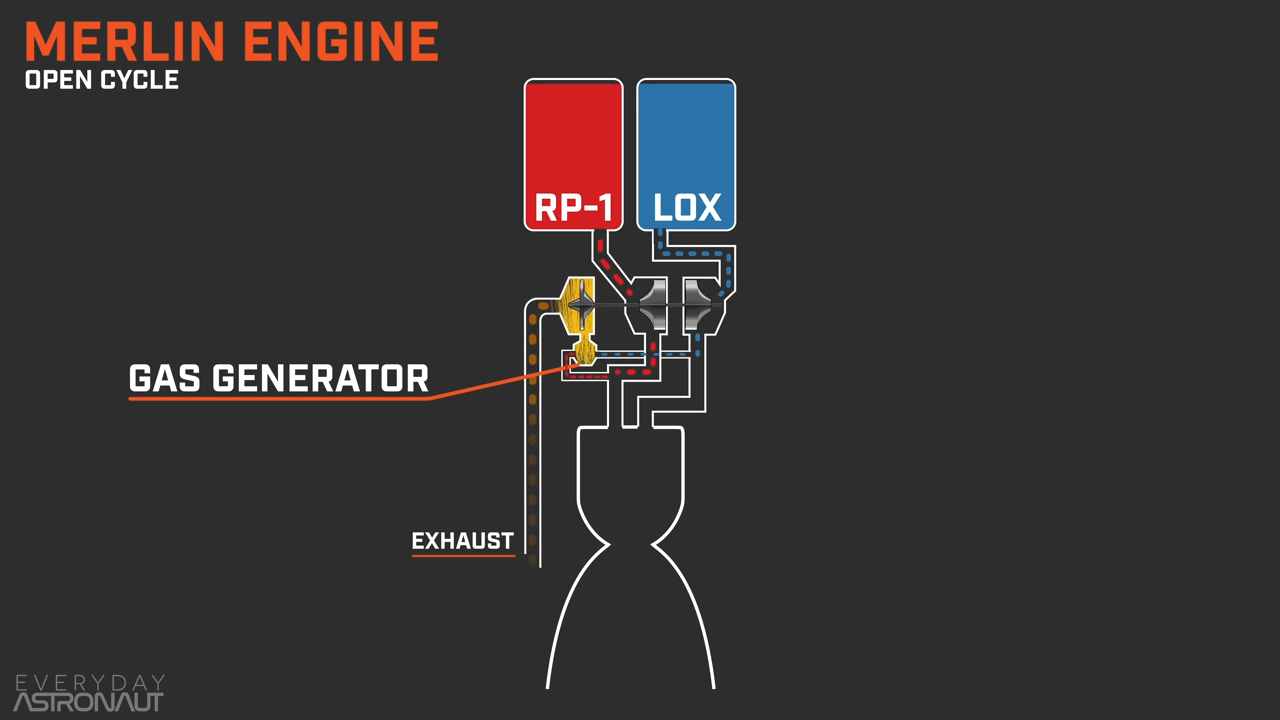 MERLIN ENGINE
OPEN CYCLE
RP-1
LOX
GAS GENERATOR
EXHAUST
EVERYDAY
ASTRONAUT